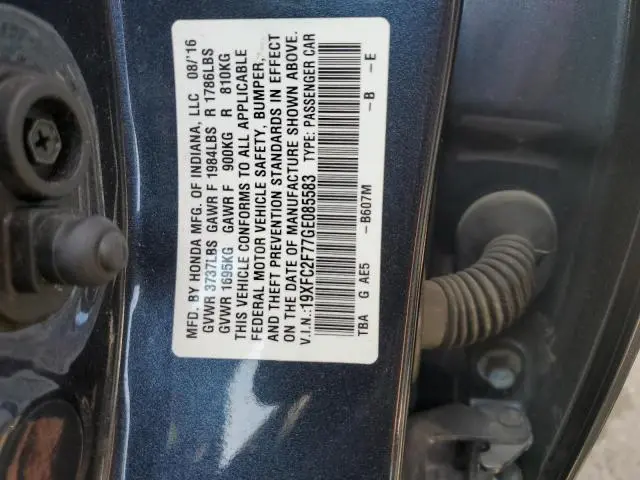 MFD. BY HONDA MFG. OF INDIANA, LLC 08/'16
GVWR 3737LBS GAWR F 1984LBS R 1786LBS
GVWR 1695KG GAWR F 900KG R 810KG
THIS VEHICLE CONFORMS TO ALL APPLICABLE
FEDERAL MOTOR VEHICLE SAFETY, BUMPER,
AND THEFT PREVENTION STANDARDS IN EFFECT
ON THE DATE OF MANUFACTURE SHOWN ABOVE.
V.I.N.:19XFC2F77GE085583 TYPE: PASSENGER CAR
TBA G AE5 -B607M -B -E